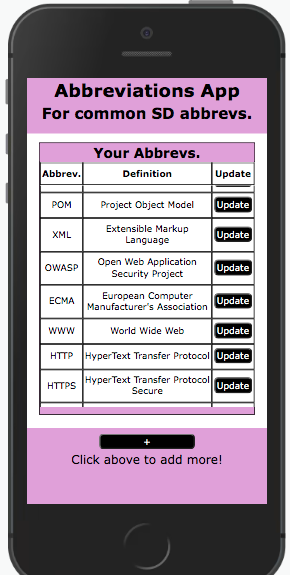 Abbreviations App
For common SD abbrevs.
Your Abbrevs.
Abbrev. Definition Update
POM Project Object Model Update
XML Extensible Markup
Language Update
OWASP Open Web Application
Security Project Update
ECMA European Computer
Manufacturer's Association Update
WWW World Wide Web Update
HTTP HyperText Transfer Protocol Update
HTTPS HyperText Transfer Protocol
Secure Update
+
Click above to add more!